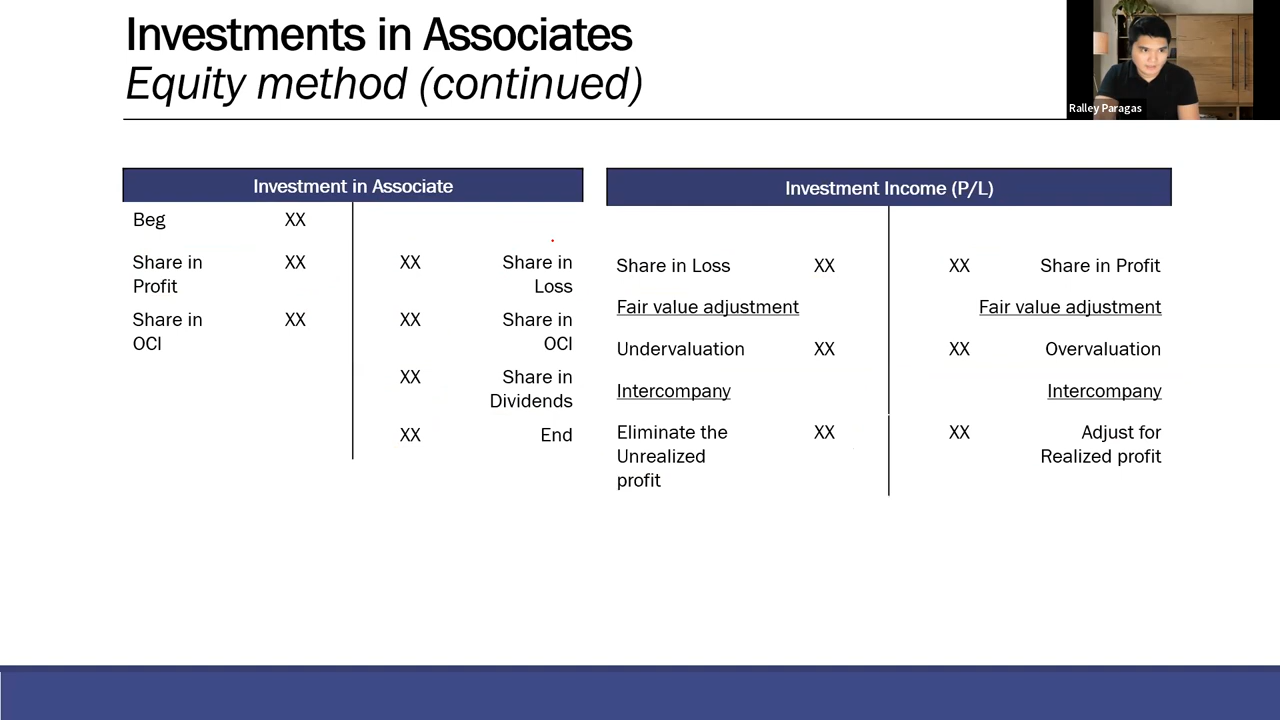 Investments in Associates
Equity method (continued)
Ralley Paragas
Investment in Associate
Beg XX
Share in XX XX Share in
Profit Loss
Share in XX XX Share in
OCI OCI
XX Share in
Dividends
XX End
Investment Income (P/L)
Share in Loss XX XX Share in Profit
Fair value adjustment Fair value adjustment
Undervaluation XX XX Overvaluation
Intercompany Intercompany
Eliminate the XX XX Adjust for
Unrealized Realized profit
profit